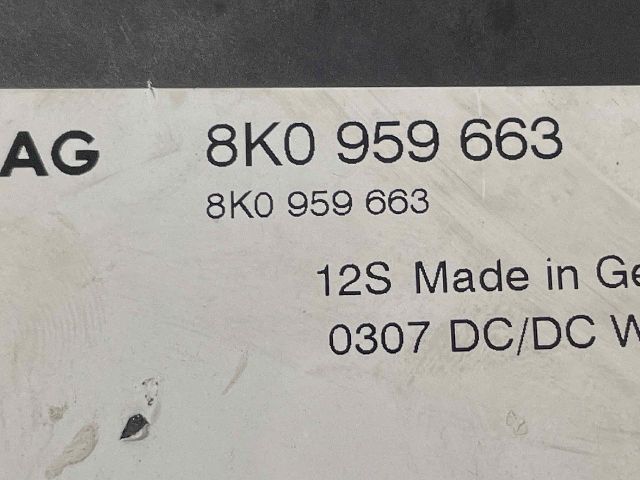 AG 8K0 959 663
8K0 959 663
12S Made in Ge
0307 DC/DC W